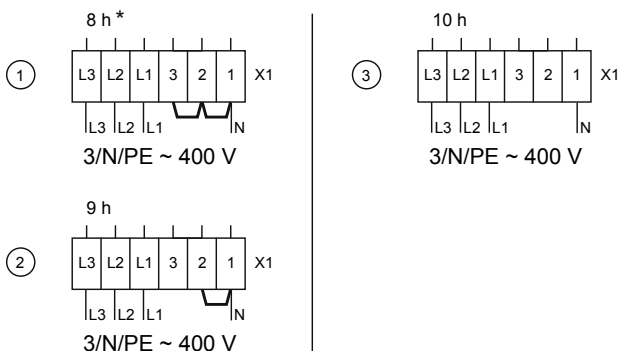 8 h *
1 L3 L2 L1 3 2 1 X1
L3 L2 L1 N
3/N/PE ~ 400 V
9 h
2 L3 L2 L1 3 2 1 X1
L3 L2 L1 N
3/N/PE ~ 400 V
10 h
3 L3 L2 L1 3 2 1 X1
L3 L2 L1 N
3/N/PE ~ 400 V